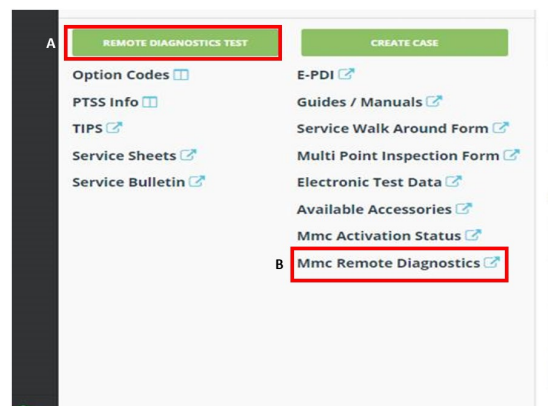 A
REMOTE DIAGNOSTICS TEST
CREATE CASE
Option Codes
E-PDI
PTSS Info
Guides / Manuals
TIPS
Service Walk Around Form
Service Sheets
Multi Point Inspection Form
Service Bulletin
Electronic Test Data
Available Accessories
Mmc Activation Status
B
Mmc Remote Diagnostics